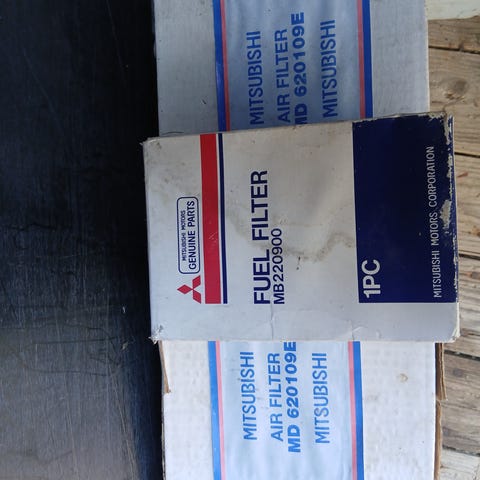 MITSUBISHI
AIR FILTER
MD 620109E
MITSUBISHI
MITSUBISHI MOTORS
GENUINE PARTS
FUEL FILTER
MB220900
1PC
MITSUBISHI MOTORS CORPORATION
MITSUBISHI
AIR FILTER
MD 620109E
MITSUBISHI